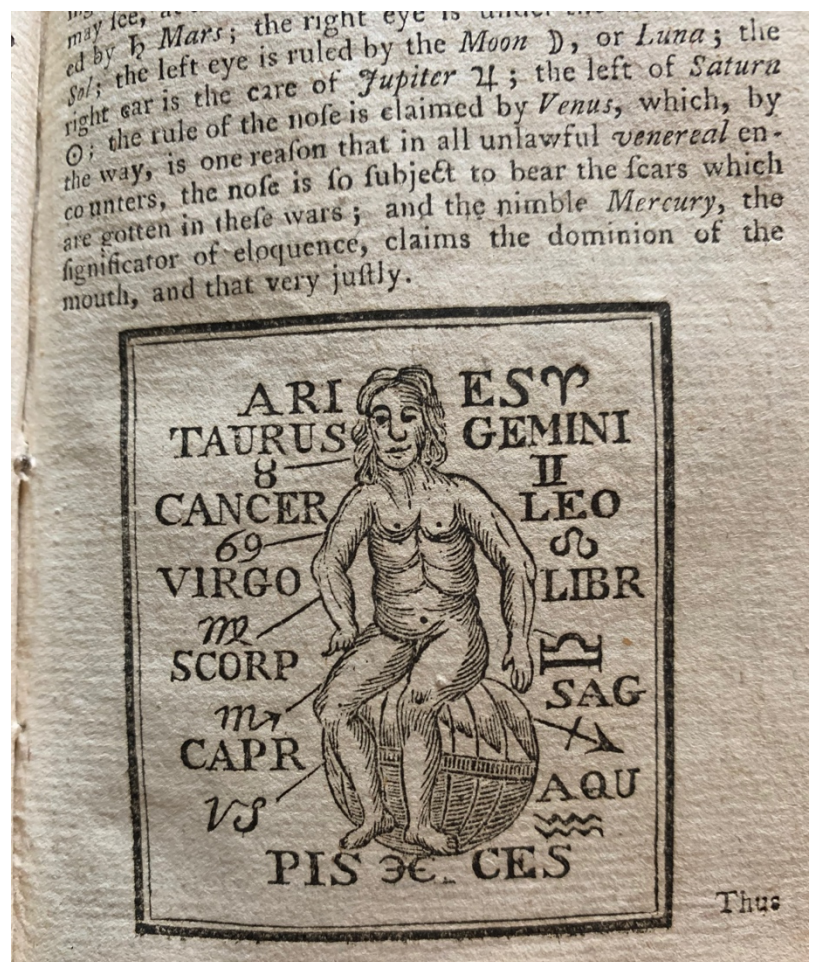 may ſee,
ed by ♄ Mars; the right eye is under the
Sol; the left eye is ruled by the Moon ☽, or Luna; the
right ear is the care of Jupiter ♃; the left of Saturn
☉; the rule of the noſe is claimed by Venus, which, by
the way, is one reaſon that in all unlawful venereal en-
counters, the noſe is ſo ſubject to bear the ſcars which
are gotten in theſe wars; and the nimble Mercury, the
ſignificator of eloquence, claims the dominion of the
mouth, and that very juſtly.
ARI ES ♈
TAURUS GEMINI
♉ ♊
CANCER LEO
♋ ♌
VIRGO LIBR
♍ ♎
SCORP SAG
♏ ♐
CAPR AQU
♑ ♒
PIS ♓ CES
Thus